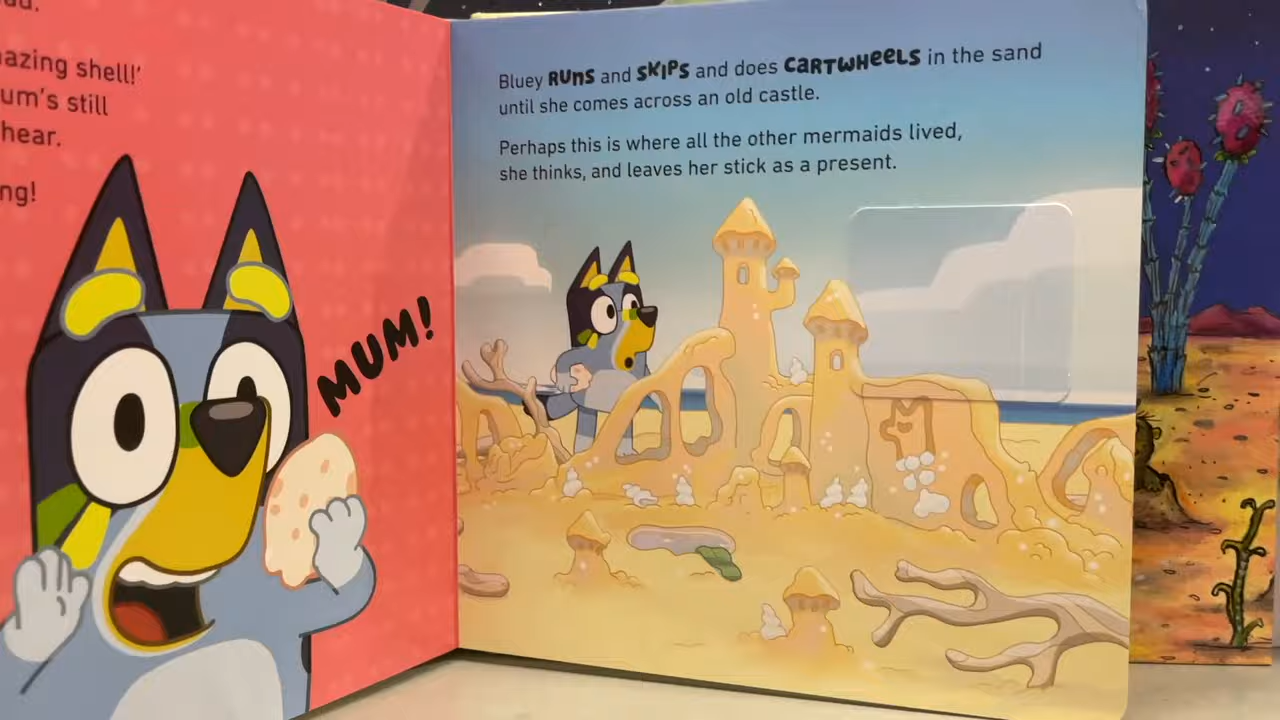 azing shell!’
um’s still
hear.
ng!
MUM!
Bluey RUNS and SKIPS and does CARTWHEELS in the sand
until she comes across an old castle.
Perhaps this is where all the other mermaids lived,
she thinks, and leaves her stick as a present.